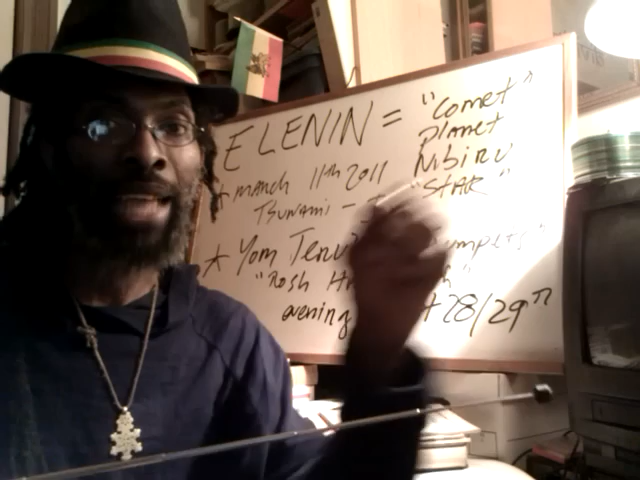 ELENIN = "Comet"
planet
Nibiru
* march 11th 2011 "STAR"
Tsunami -
* Yom Teru
"Rosh H
evening 28/29"